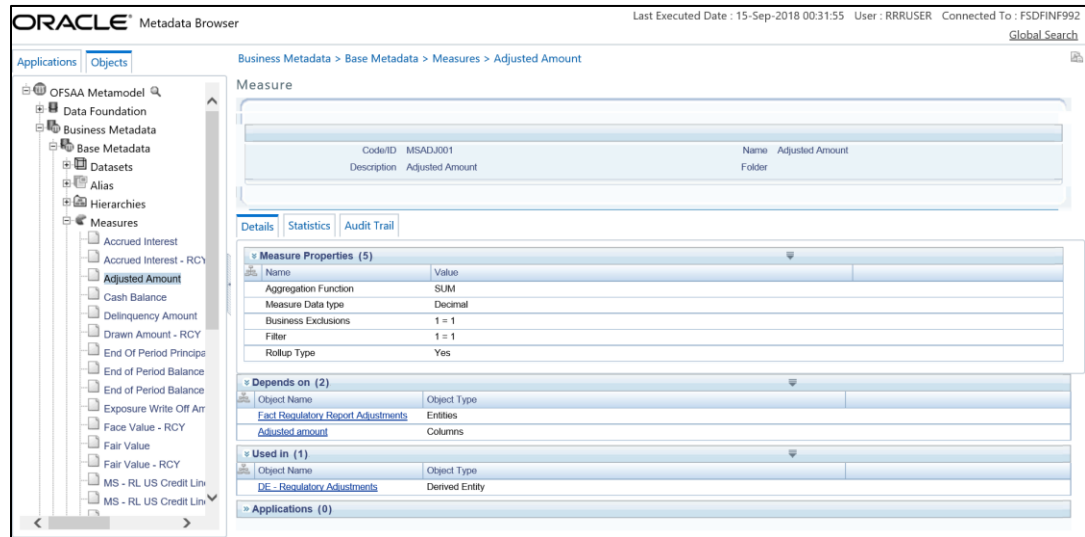 ORACLE® Metadata Browser
Last Executed Date : 15-Sep-2018 00:31:55 User : RRRUSER Connected To : FSDFINF992
Global Search
Applications Objects
OFSAA Metamodel
Data Foundation
Business Metadata
Base Metadata
Datasets
Alias
Hierarchies
Measures
Accrued Interest
Accrued Interest - RCY
Adjusted Amount
Cash Balance
Delinquency Amount
Drawn Amount - RCY
End Of Period Principa
End of Period Balance
End of Period Balance
Exposure Write Off Am
Face Value - RCY
Fair Value
Fair Value - RCY
MS - RL US Credit Line
MS - RL US Credit Line
Business Metadata > Base Metadata > Measures > Adjusted Amount
Measure
Code/ID MSADJ001 Name Adjusted Amount
Description Adjusted Amount Folder
Details Statistics Audit Trail
Measure Properties (5)
Name Value
Aggregation Function SUM
Measure Data type Decimal
Business Exclusions 1 = 1
Filter 1 = 1
Rollup Type Yes
Depends on (2)
Object Name Object Type
Fact Regulatory Report Adjustments Entities
Adjusted amount Columns
Used in (1)
Object Name Object Type
DE - Regulatory Adjustments Derived Entity
Applications (0)